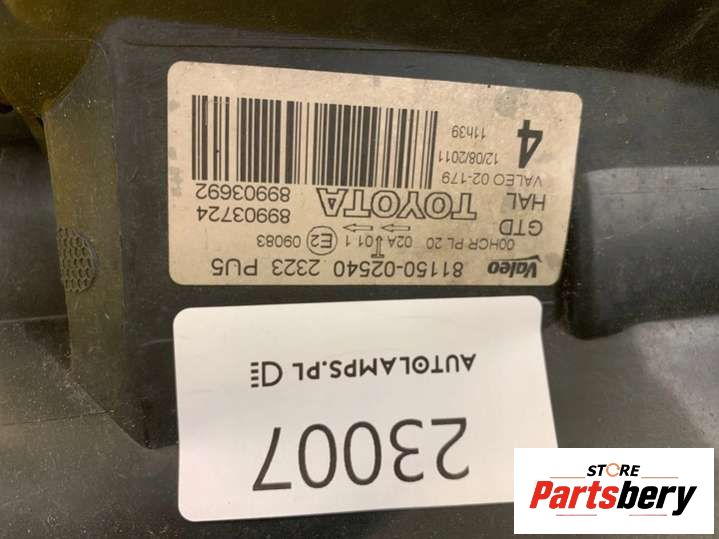 Valeo 81150-02540 2323 PU5
00HCR PL 20 02A 01 1 E2 09083
GTD
HAL
TOYOTA
89903724
89903692
VALEO 02-179
12/08/2011
11h39
4
AUTOLAMPS.PL
23007
STORE
Partsbery